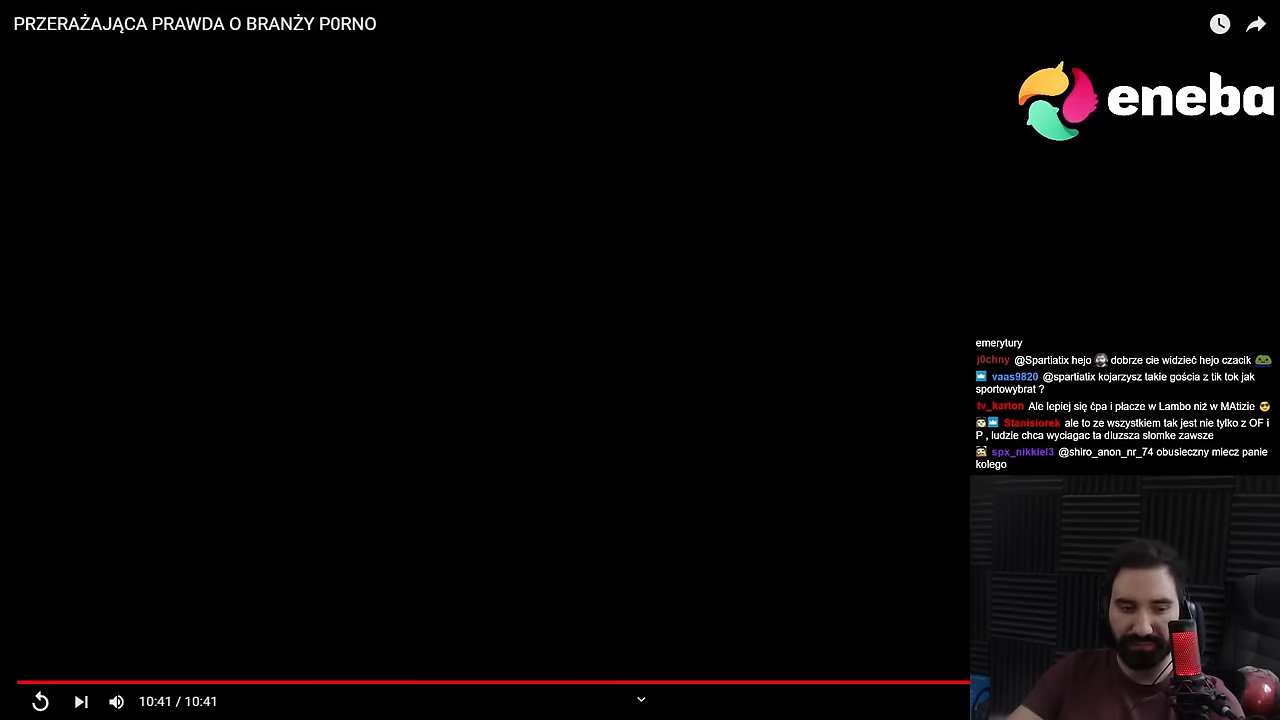 PRZERAŻAJĄCA PRAWDA O BRANŻY P0RNO
eneba
emerytury
j0chny @Spartiatix hejo dobrze cie widzieć hejo czacik
vaas9820 @spartiatix kojarzysz takie gościa z tik tok jak
sportowybrat ?
tv_karton Ale lepiej się ćpa i płacze w Lambo niż w MAtizie
Stanisiorek ale to ze wszystkiem tak jest nie tylko z OF i
P , ludzie chca wyciagac ta dluzsza slomke zawsze
spx_nikkiel3 @shiro_anon_nr_74 obusieczny miecz panie
kolego
10:41 / 10:41